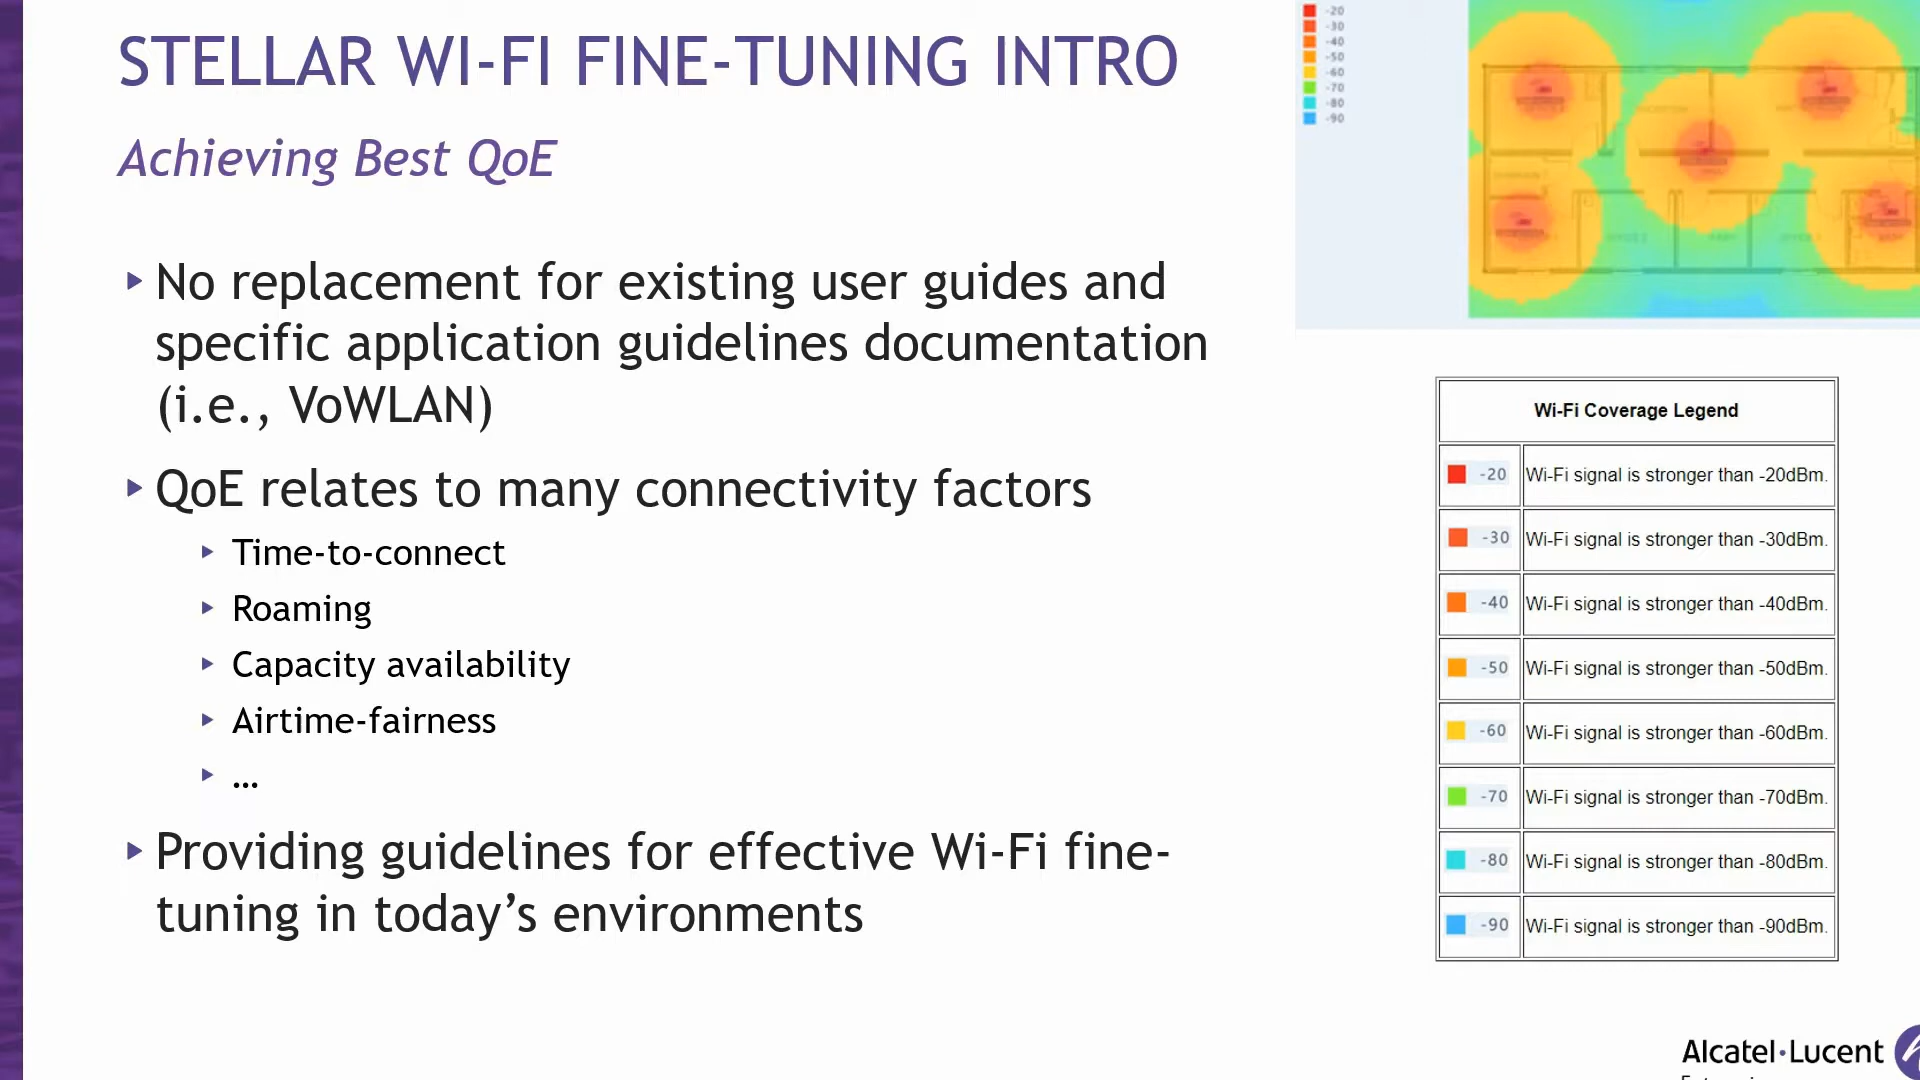 STELLAR WI-FI FINE-TUNING INTRO
Achieving Best QoE
No replacement for existing user guides and
specific application guidelines documentation
(i.e., VoWLAN)
QoE relates to many connectivity factors
Time-to-connect
Roaming
Capacity availability
Airtime-fairness
...
Providing guidelines for effective Wi-Fi fine-
tuning in today’s environments
-20
-30
-40
-50
-60
-70
-80
-90
Wi-Fi Coverage Legend
-20 Wi-Fi signal is stronger than -20dBm.
-30 Wi-Fi signal is stronger than -30dBm.
-40 Wi-Fi signal is stronger than -40dBm.
-50 Wi-Fi signal is stronger than -50dBm.
-60 Wi-Fi signal is stronger than -60dBm.
-70 Wi-Fi signal is stronger than -70dBm.
-80 Wi-Fi signal is stronger than -80dBm.
-90 Wi-Fi signal is stronger than -90dBm.
Alcatel·Lucent